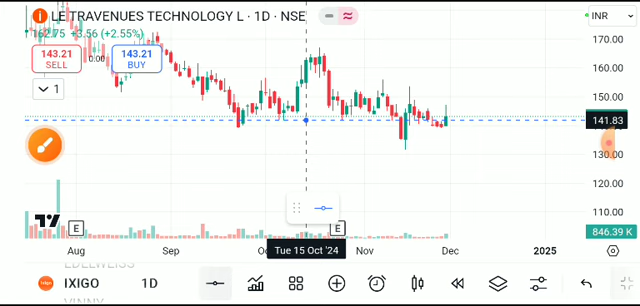 LE TRAVENUES TECHNOLOGY L · 1D · NSE
INR
162.75 +3.56 (+2.55%)
143.21
SELL
0.00
143.21
BUY
1
170.00
160.00
150.00
141.83
130.00
120.00
110.00
846.39 K
E
E
Aug
Sep
Tue 15 Oct '24
Nov
Dec
2025
EDELWEISS
ixigo
IXIGO
1D
VINNY